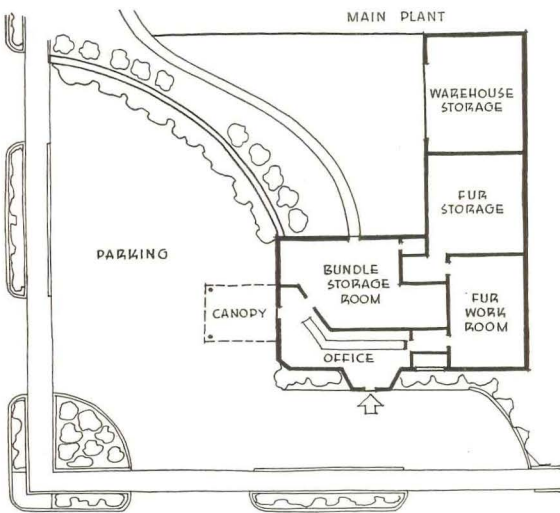 MAIN PLANT
WAREHOUSE
STORAGE
FUR
STORAGE
PARKING
BUNDLE
STORAGE
ROOM
CANOPY
FUR
WORK
ROOM
OFFICE